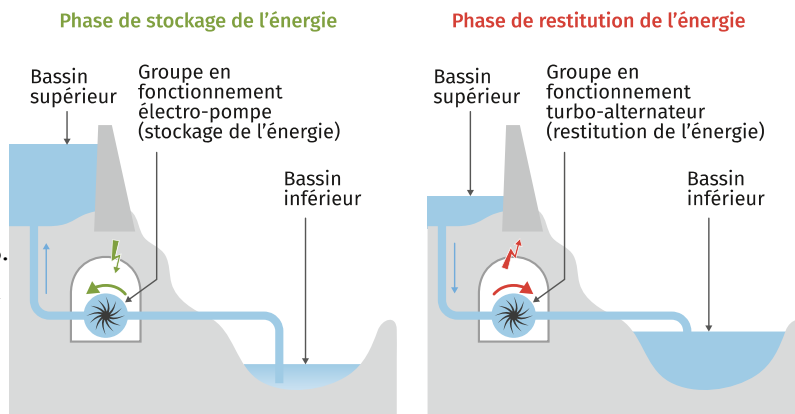 Phase de stockage de l'énergie
Bassin
supérieur
Groupe en
fonctionnement
électro-pompe
(stockage de l'énergie)
Bassin
inférieur
Phase de restitution de l'énergie
Bassin
supérieur
Groupe en
fonctionnement
turbo-alternateur
(restitution de l'énergie)
Bassin
inférieur